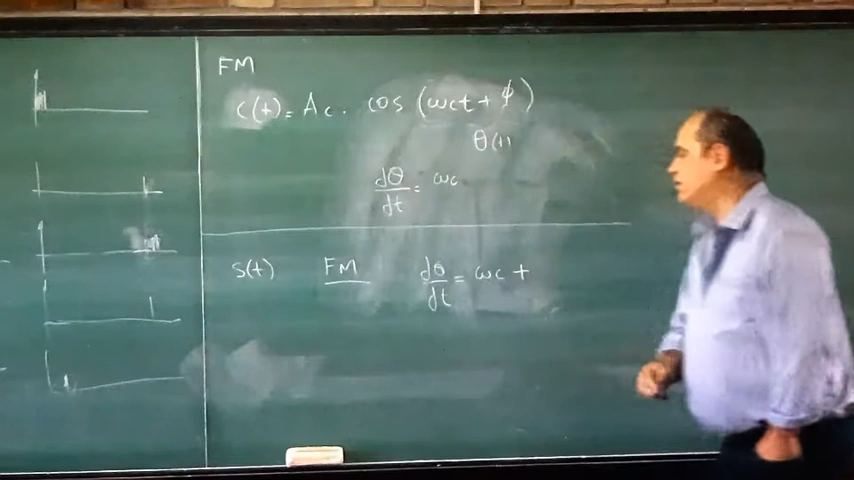 FM
c(t) = Ac . cos (ωct + φ)
θ(t)
dθ/dt = ωc
s(t) FM dθ/dt = ωc +